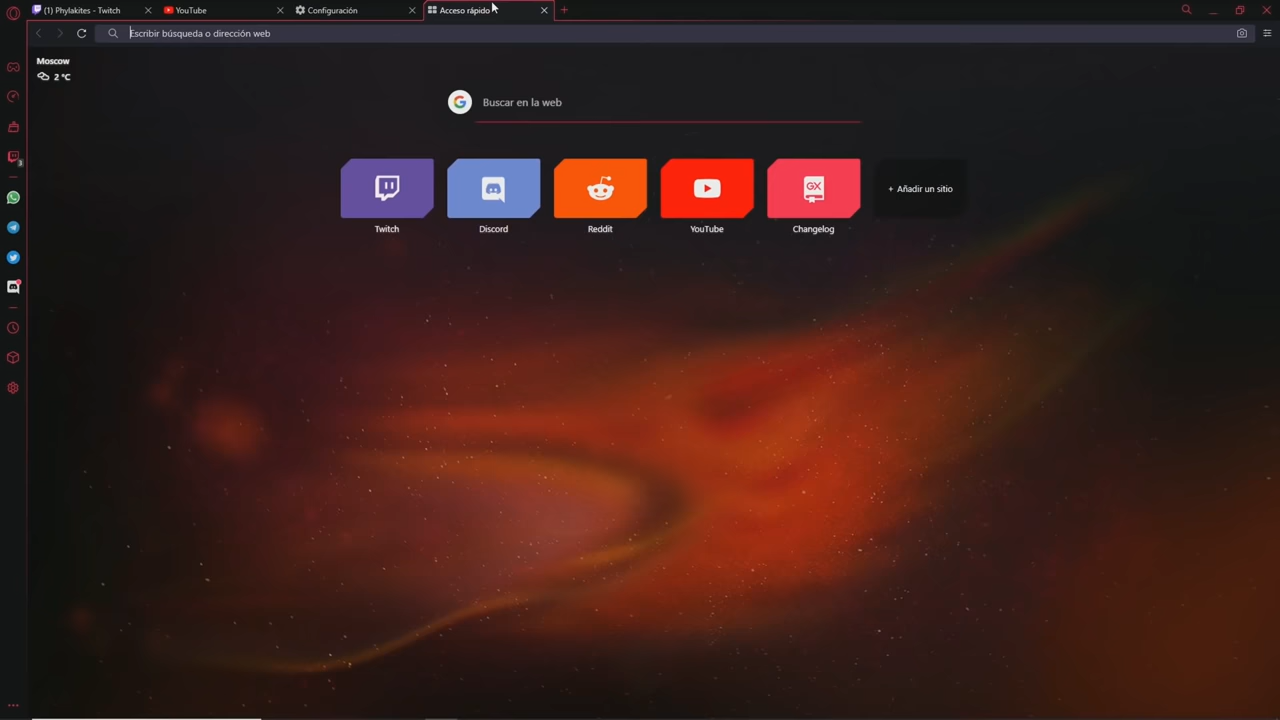 (1) Phylakites - Twitch
YouTube
Configuración
Acceso rápido
Escribir búsqueda o dirección web
Moscow
2 °C
3
Buscar en la web
GX
+ Añadir un sitio
Twitch
Discord
Reddit
YouTube
Changelog